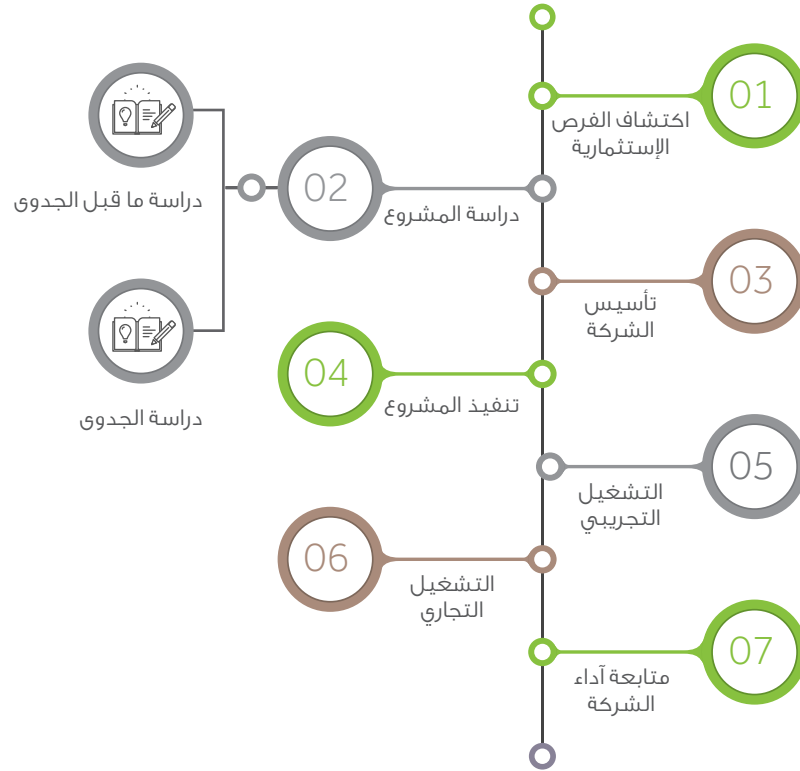 01
اكتشاف الفرص
الإستثمارية
02
دراسة المشروع
دراسة ما قبل الجدوى
دراسة الجدوى
03
تأسيس
الشركة
04
تنفيذ المشروع
05
التشغيل
التجريبي
06
التشغيل
التجاري
07
متابعة آداء
الشركة